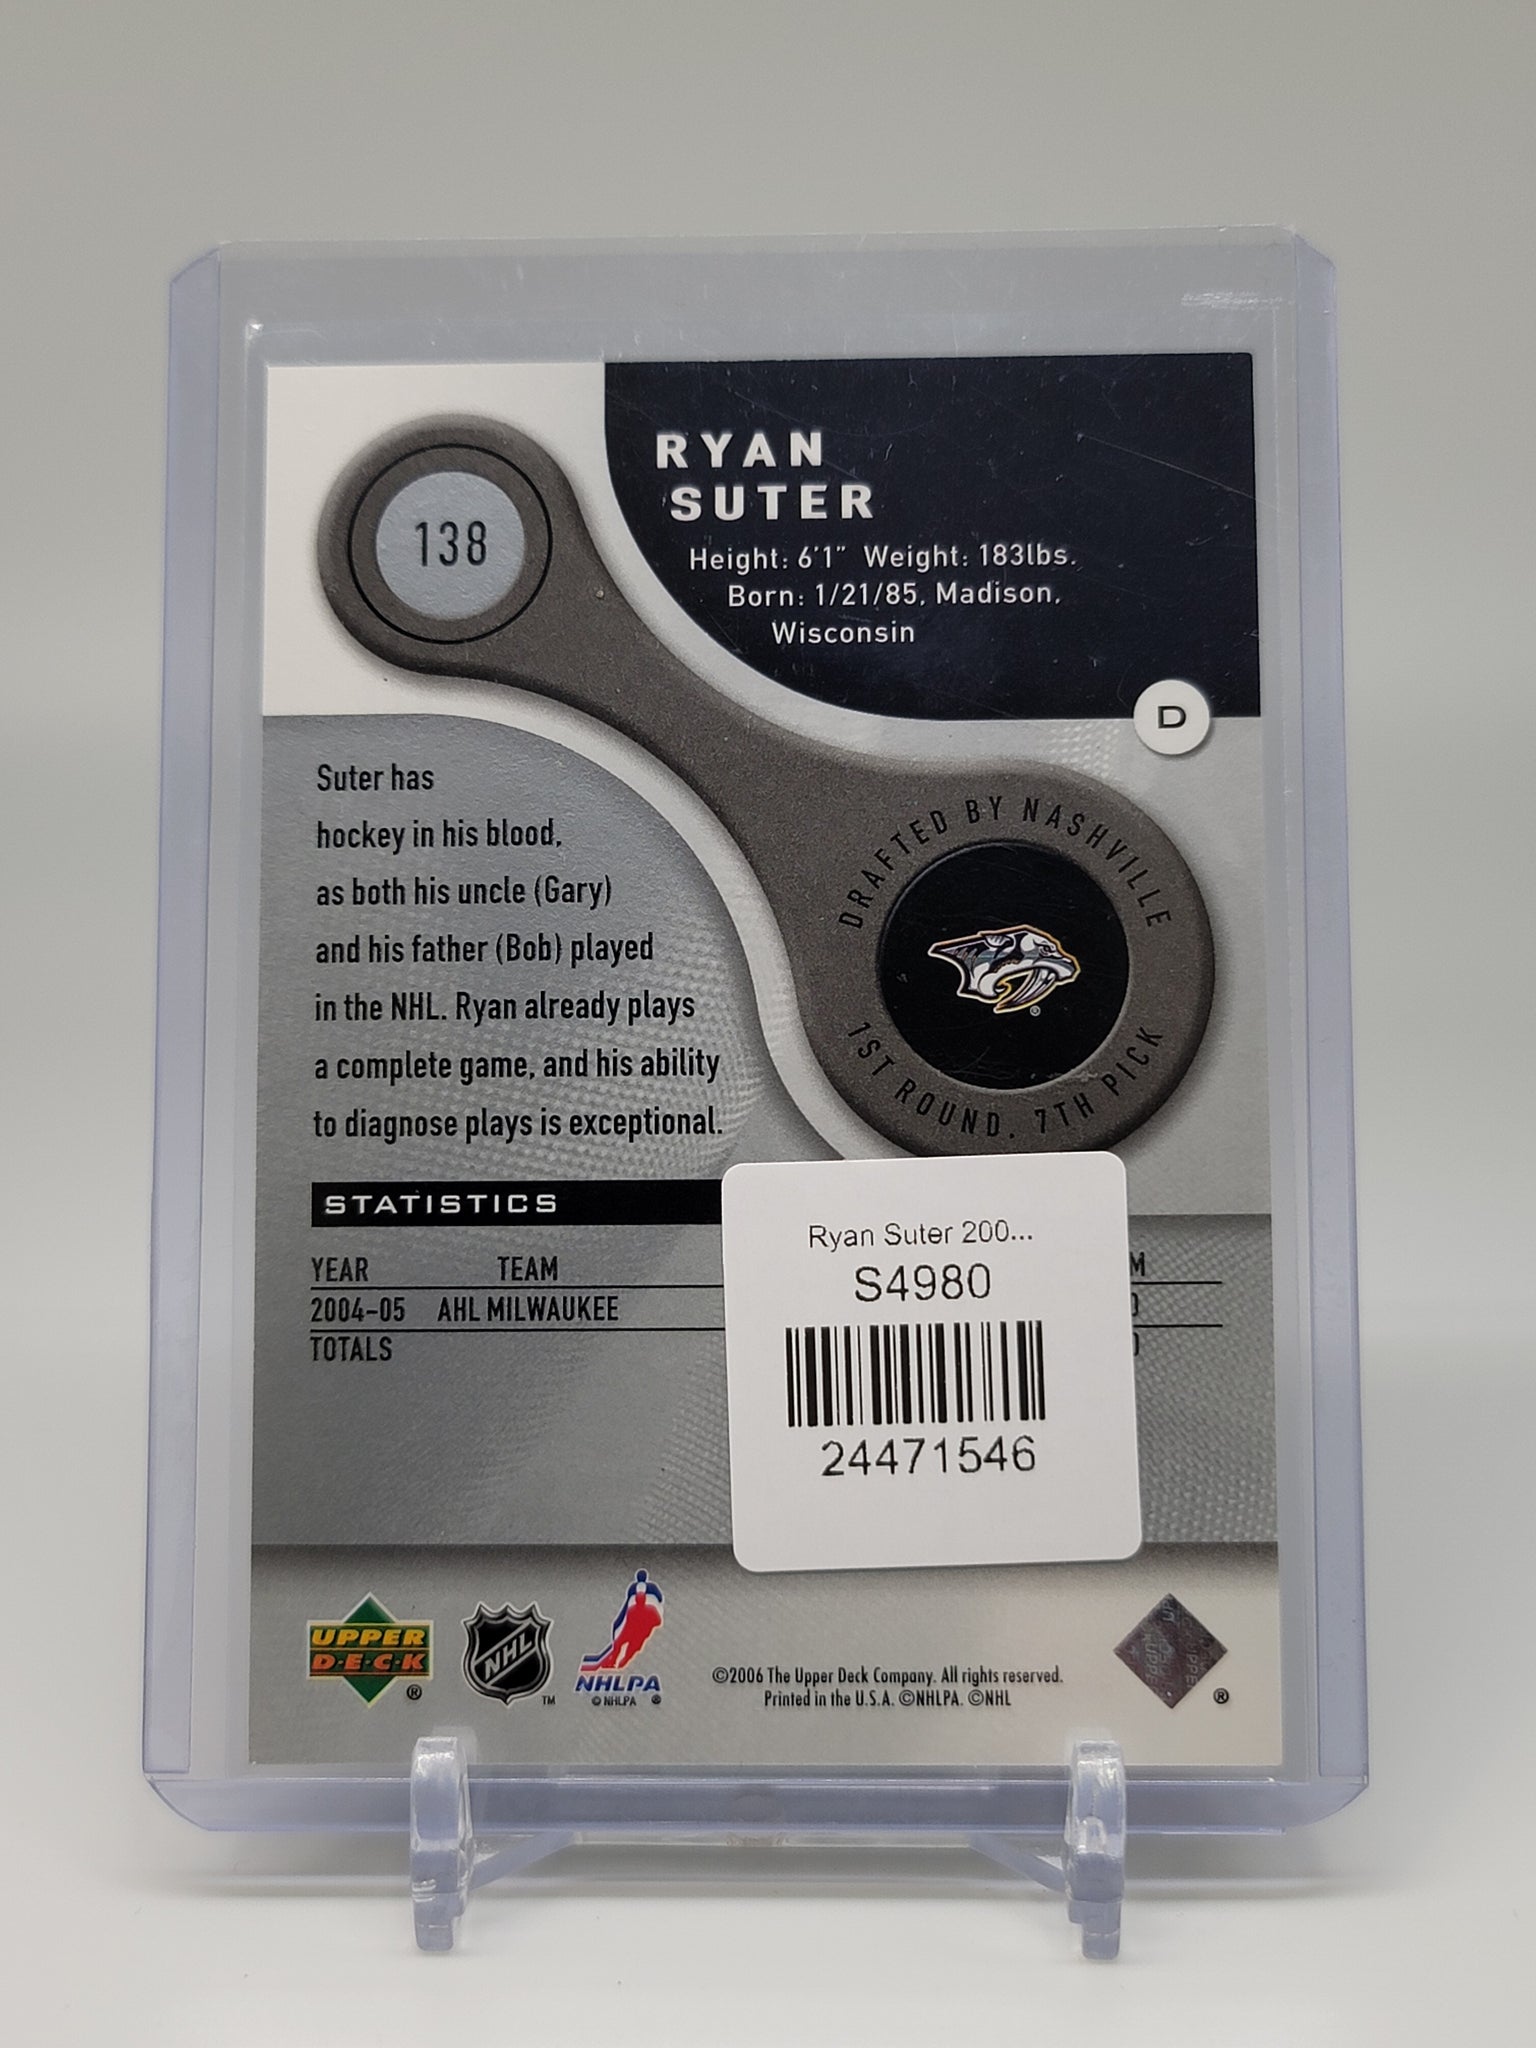 138
RYAN
SUTER
Height: 6'1" Weight: 183lbs.
Born: 1/21/85, Madison,
Wisconsin
D
Suter has
hockey in his blood,
as both his uncle (Gary)
and his father (Bob) played
in the NHL. Ryan already plays
a complete game, and his ability
to diagnose plays is exceptional.
DRAFTED BY NASHVILLE
1ST ROUND, 7TH PICK
®
STATISTICS
YEAR TEAM
2004-05 AHL MILWAUKEE
TOTALS
Ryan Suter 200...
S4980
24471546
UPPER
DECK
®
NHL
TM
NHLPA
© NHLPA ®
©2006 The Upper Deck Company. All rights reserved.
Printed in the U.S.A. ©NHLPA. ©NHL
®